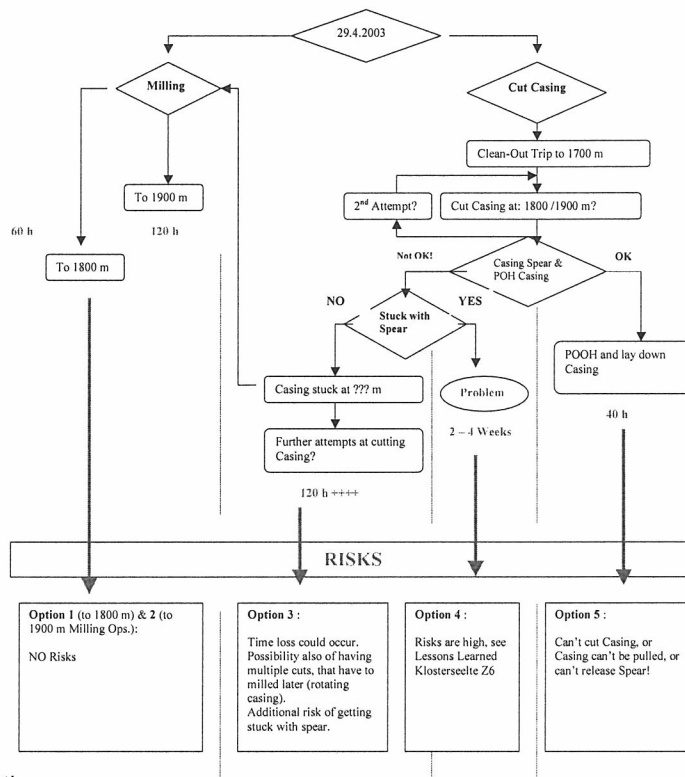 29.4.2003
Milling
Cut Casing
Clean-Out Trip to 1700 m
To 1900 m
2nd Attempt?
Cut Casing at: 1800 /1900 m?
60 h
120 h
To 1800 m
Not OK!
Casing Spear &
POH Casing
OK
NO
YES
Stuck with
Spear
POOH and lay down
Casing
Casing stuck at ??? m
Problem
Further attempts at cutting
Casing?
2 – 4 Weeks
40 h
120 h ++++
RISKS
Option 1 (to 1800 m) & 2 (to
1900 m Milling Ops.):
NO Risks
Option 3 :
Time loss could occur.
Possibility also of having
multiple cuts, that have to
milled later (rotating
casing).
Additional risk of getting
stuck with spear.
Option 4 :
Risks are high, see
Lessons Learned
Klosterseelte Z6
Option 5 :
Can't cut Casing, or
Casing can't be pulled, or
can't release Spear!